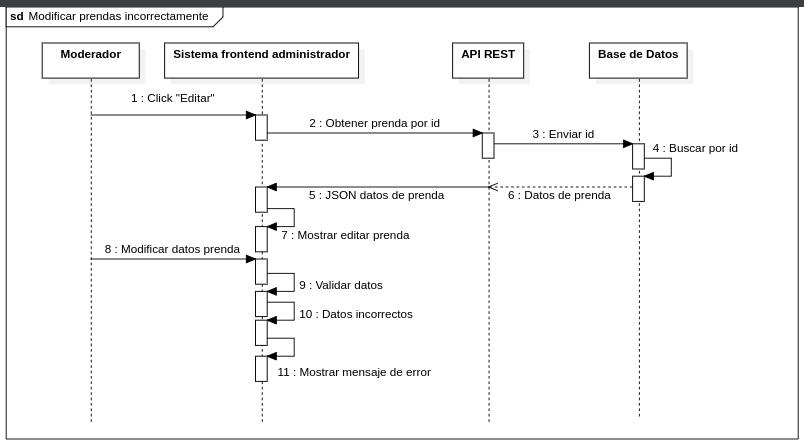 sd Modificar prendas incorrectamente
Moderador
Sistema frontend administrador
API REST
Base de Datos
1 : Click "Editar"
2 : Obtener prenda por id
3 : Enviar id
4 : Buscar por id
5 : JSON datos de prenda
6 : Datos de prenda
7 : Mostrar editar prenda
8 : Modificar datos prenda
9 : Validar datos
10 : Datos incorrectos
11 : Mostrar mensaje de error